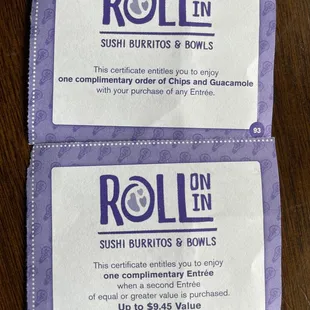 ROLL ON IN
SUSHI BURRITOS & BOWLS
This certificate entitles you to enjoy
one complimentary order of Chips and Guacamole
with your purchase of any Entrée.
93
ROLL ON IN
SUSHI BURRITOS & BOWLS
This certificate entitles you to enjoy
one complimentary Entrée
when a second Entrée
of equal or greater value is purchased.
Up to $9.45 Value